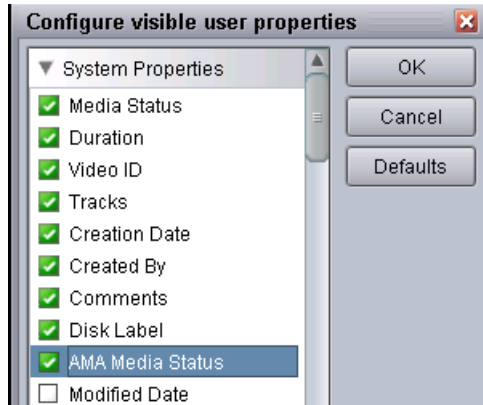 Configure visible user properties
System Properties
OK
Media Status
Cancel
Duration
Video ID
Defaults
Tracks
Creation Date
Created By
Comments
Disk Label
AMA Media Status
Modified Date